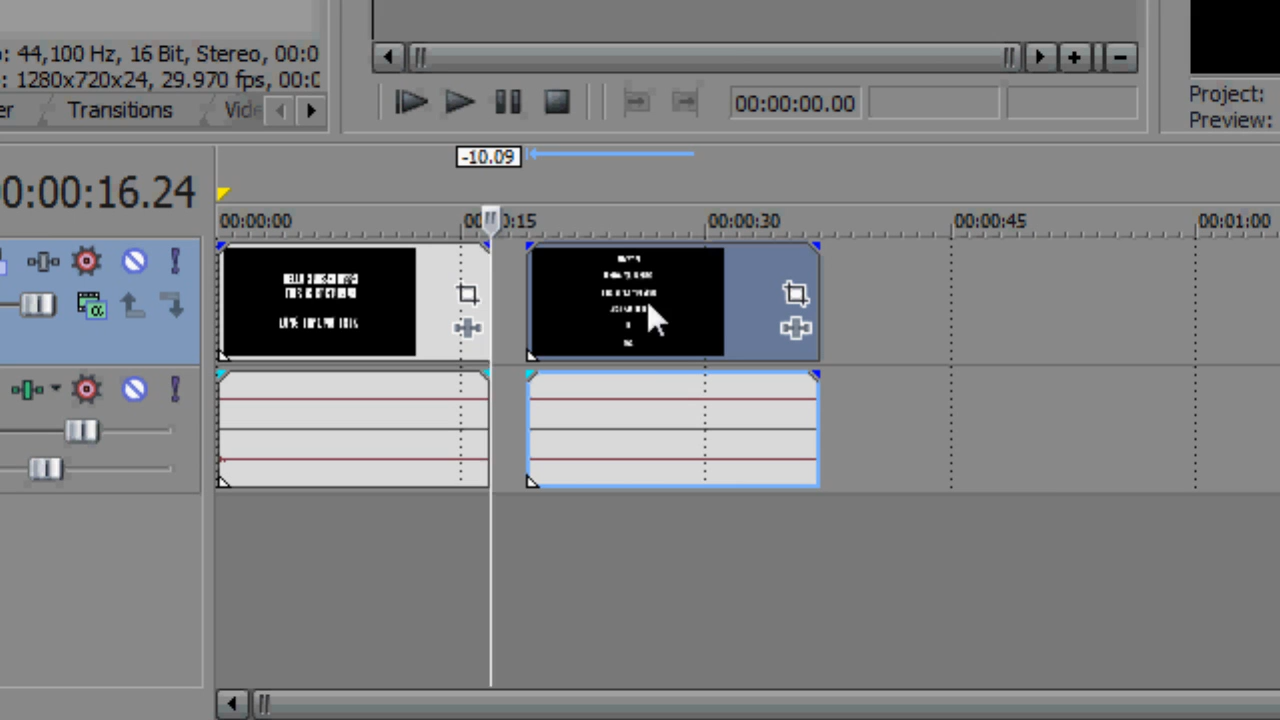 o: 44,100 Hz, 16 Bit, Stereo, 00:0
: 1280x720x24, 29.970 fps, 00:0
er
Transitions
Vide
00:00:00.00
Project:
Preview:
-10.09
0:00:16.24
00:00:00
00:00:15
00:00:30
00:00:45
00:01:00